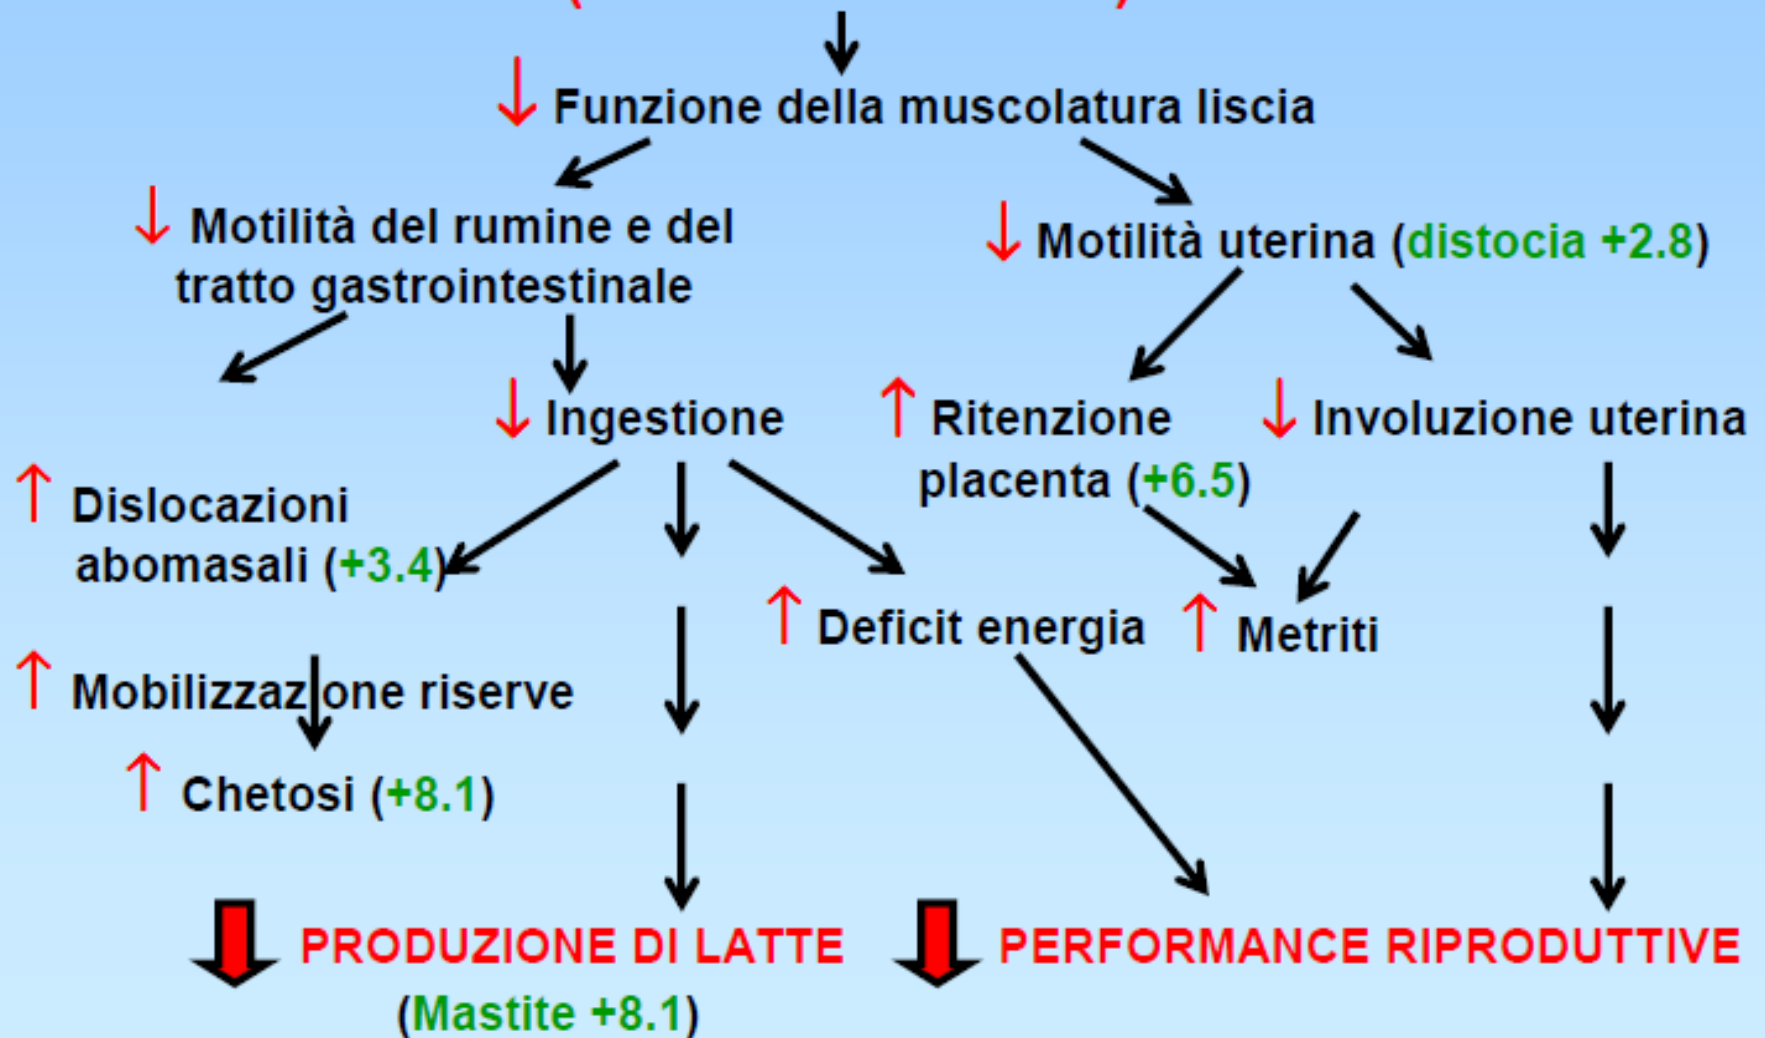 ↓ Funzione della muscolatura liscia
↓ Motilità del rumine e del
tratto gastrointestinale
↓ Motilità uterina (distocia +2.8)
↓ Ingestione
↑ Ritenzione
placenta (+6.5)
↓ Involuzione uterina
↑ Dislocazioni
abomasali (+3.4)
↑ Deficit energia
↑ Metriti
↑ Mobilizzazione riserve
↑ Chetosi (+8.1)
PRODUZIONE DI LATTE
(Mastite +8.1)
PERFORMANCE RIPRODUTTIVE